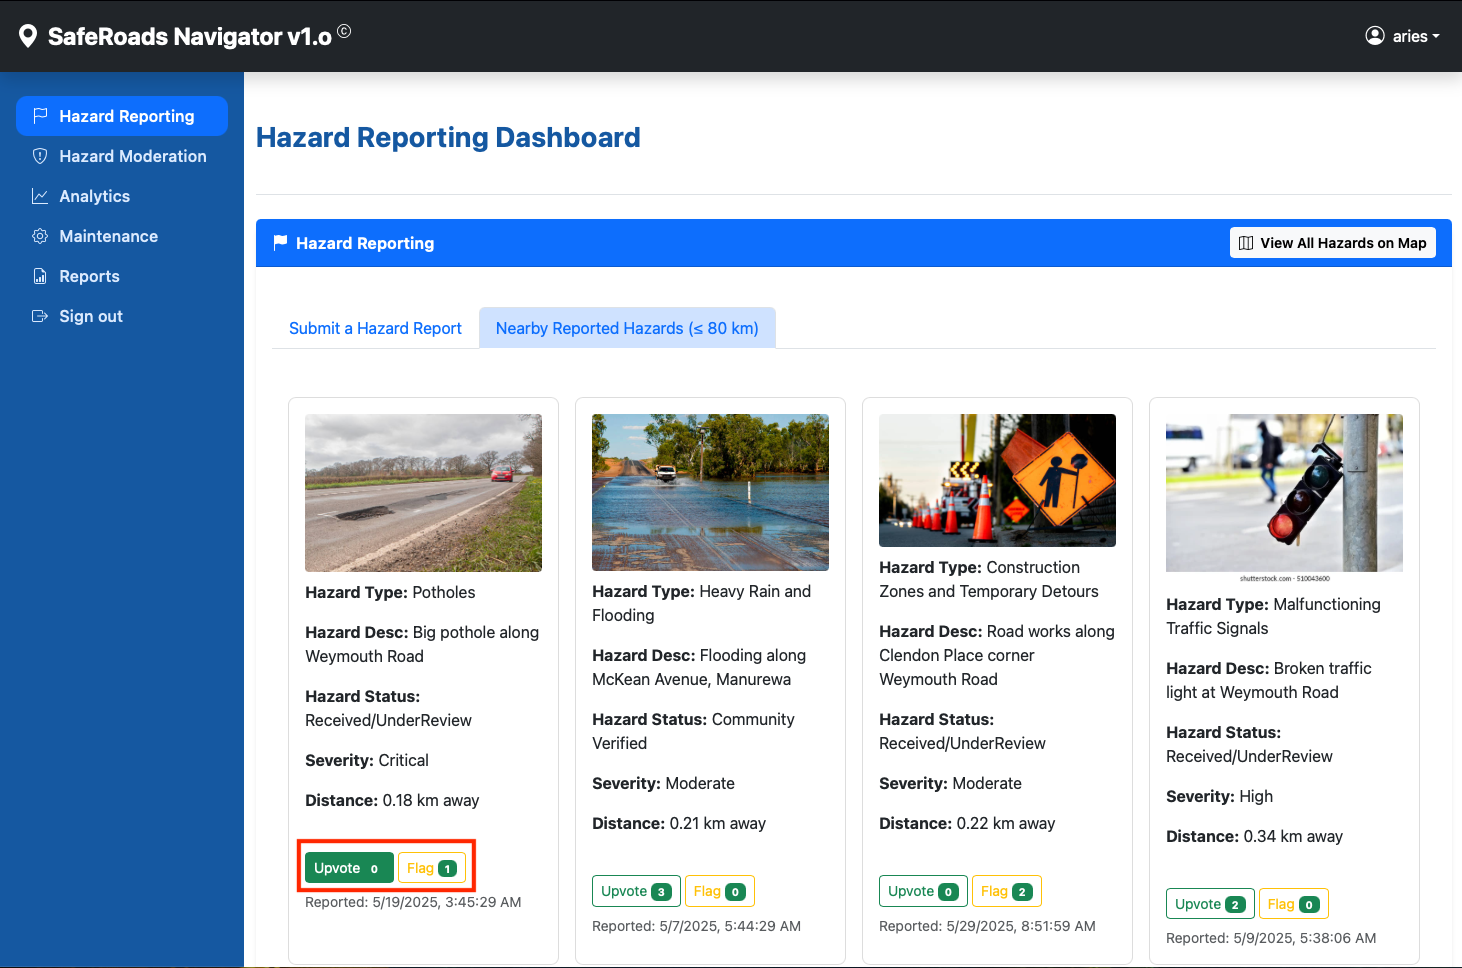 SafeRoads Navigator v1.o ©
aries
Hazard Reporting
Hazard Moderation
Analytics
Maintenance
Reports
Sign out
Hazard Reporting Dashboard
Hazard Reporting
View All Hazards on Map
Submit a Hazard Report
Nearby Reported Hazards (≤ 80 km)
Hazard Type: Potholes
Hazard Desc: Big pothole along
Weymouth Road
Hazard Status:
Received/UnderReview
Severity: Critical
Distance: 0.18 km away
Upvote 0 Flag 1
Reported: 5/19/2025, 3:45:29 AM
Hazard Type: Heavy Rain and
Flooding
Hazard Desc: Flooding along
McKean Avenue, Manurewa
Hazard Status: Community
Verified
Severity: Moderate
Distance: 0.21 km away
Upvote 3 Flag 0
Reported: 5/7/2025, 5:44:29 AM
Hazard Type: Construction
Zones and Temporary Detours
Hazard Desc: Road works along
Clendon Place corner
Weymouth Road
Hazard Status:
Received/UnderReview
Severity: Moderate
Distance: 0.22 km away
Upvote 0 Flag 2
Reported: 5/29/2025, 8:51:59 AM
shutterstock.com · 510043600
Hazard Type: Malfunctioning
Traffic Signals
Hazard Desc: Broken traffic
light at Weymouth Road
Hazard Status:
Received/UnderReview
Severity: High
Distance: 0.34 km away
Upvote 2 Flag 0
Reported: 5/9/2025, 5:38:06 AM